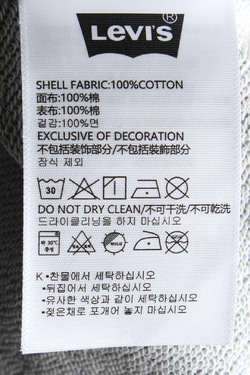 LEVI'S®
SHELL FABRIC:100%COTTON
面布:100%棉
表布:100%棉
겉감:100%면
EXCLUSIVE OF DECORATION
不包括装饰部分/不包括裝飾部分
장식 제외
30
DO NOT DRY CLEAN/不可干洗/不可乾洗
드라이클리닝을 하지 마십시오
약 30℃
중성
K •찬물에서 세탁하십시오
•뒤집어서 세탁하십시오
•유사한 색상과 같이 세탁하십시오
•젖은채로 포개어 놓지 마십시오